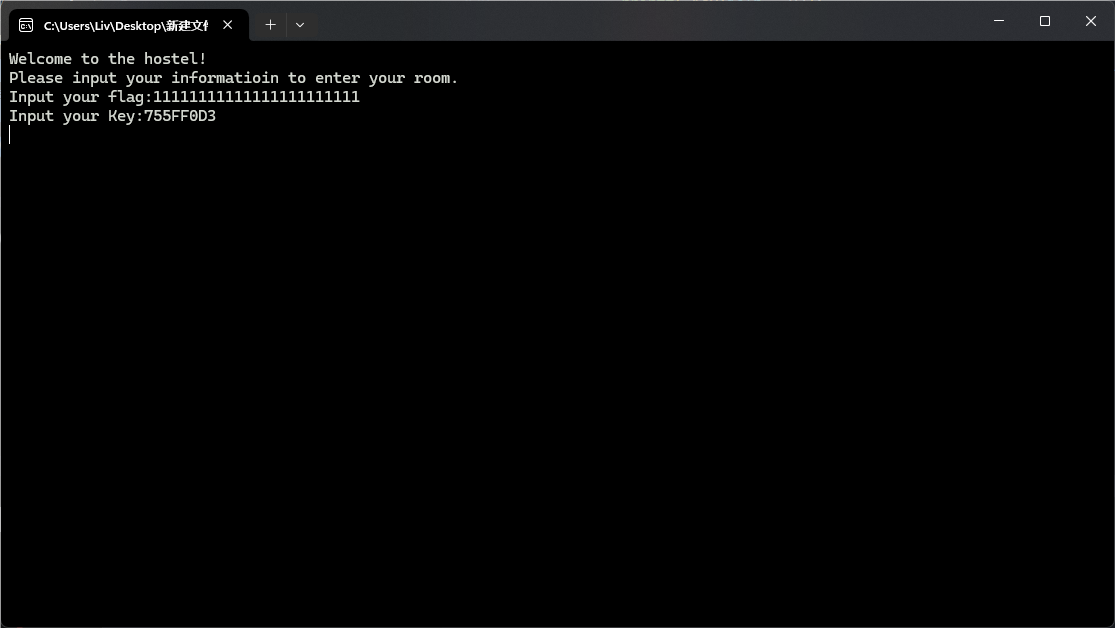 C:\Users\Liv\Desktop\新建文件
Welcome to the hostel!
Please input your informatioin to enter your room.
Input your flag:11111111111111111111111
Input your Key:755FF0D3